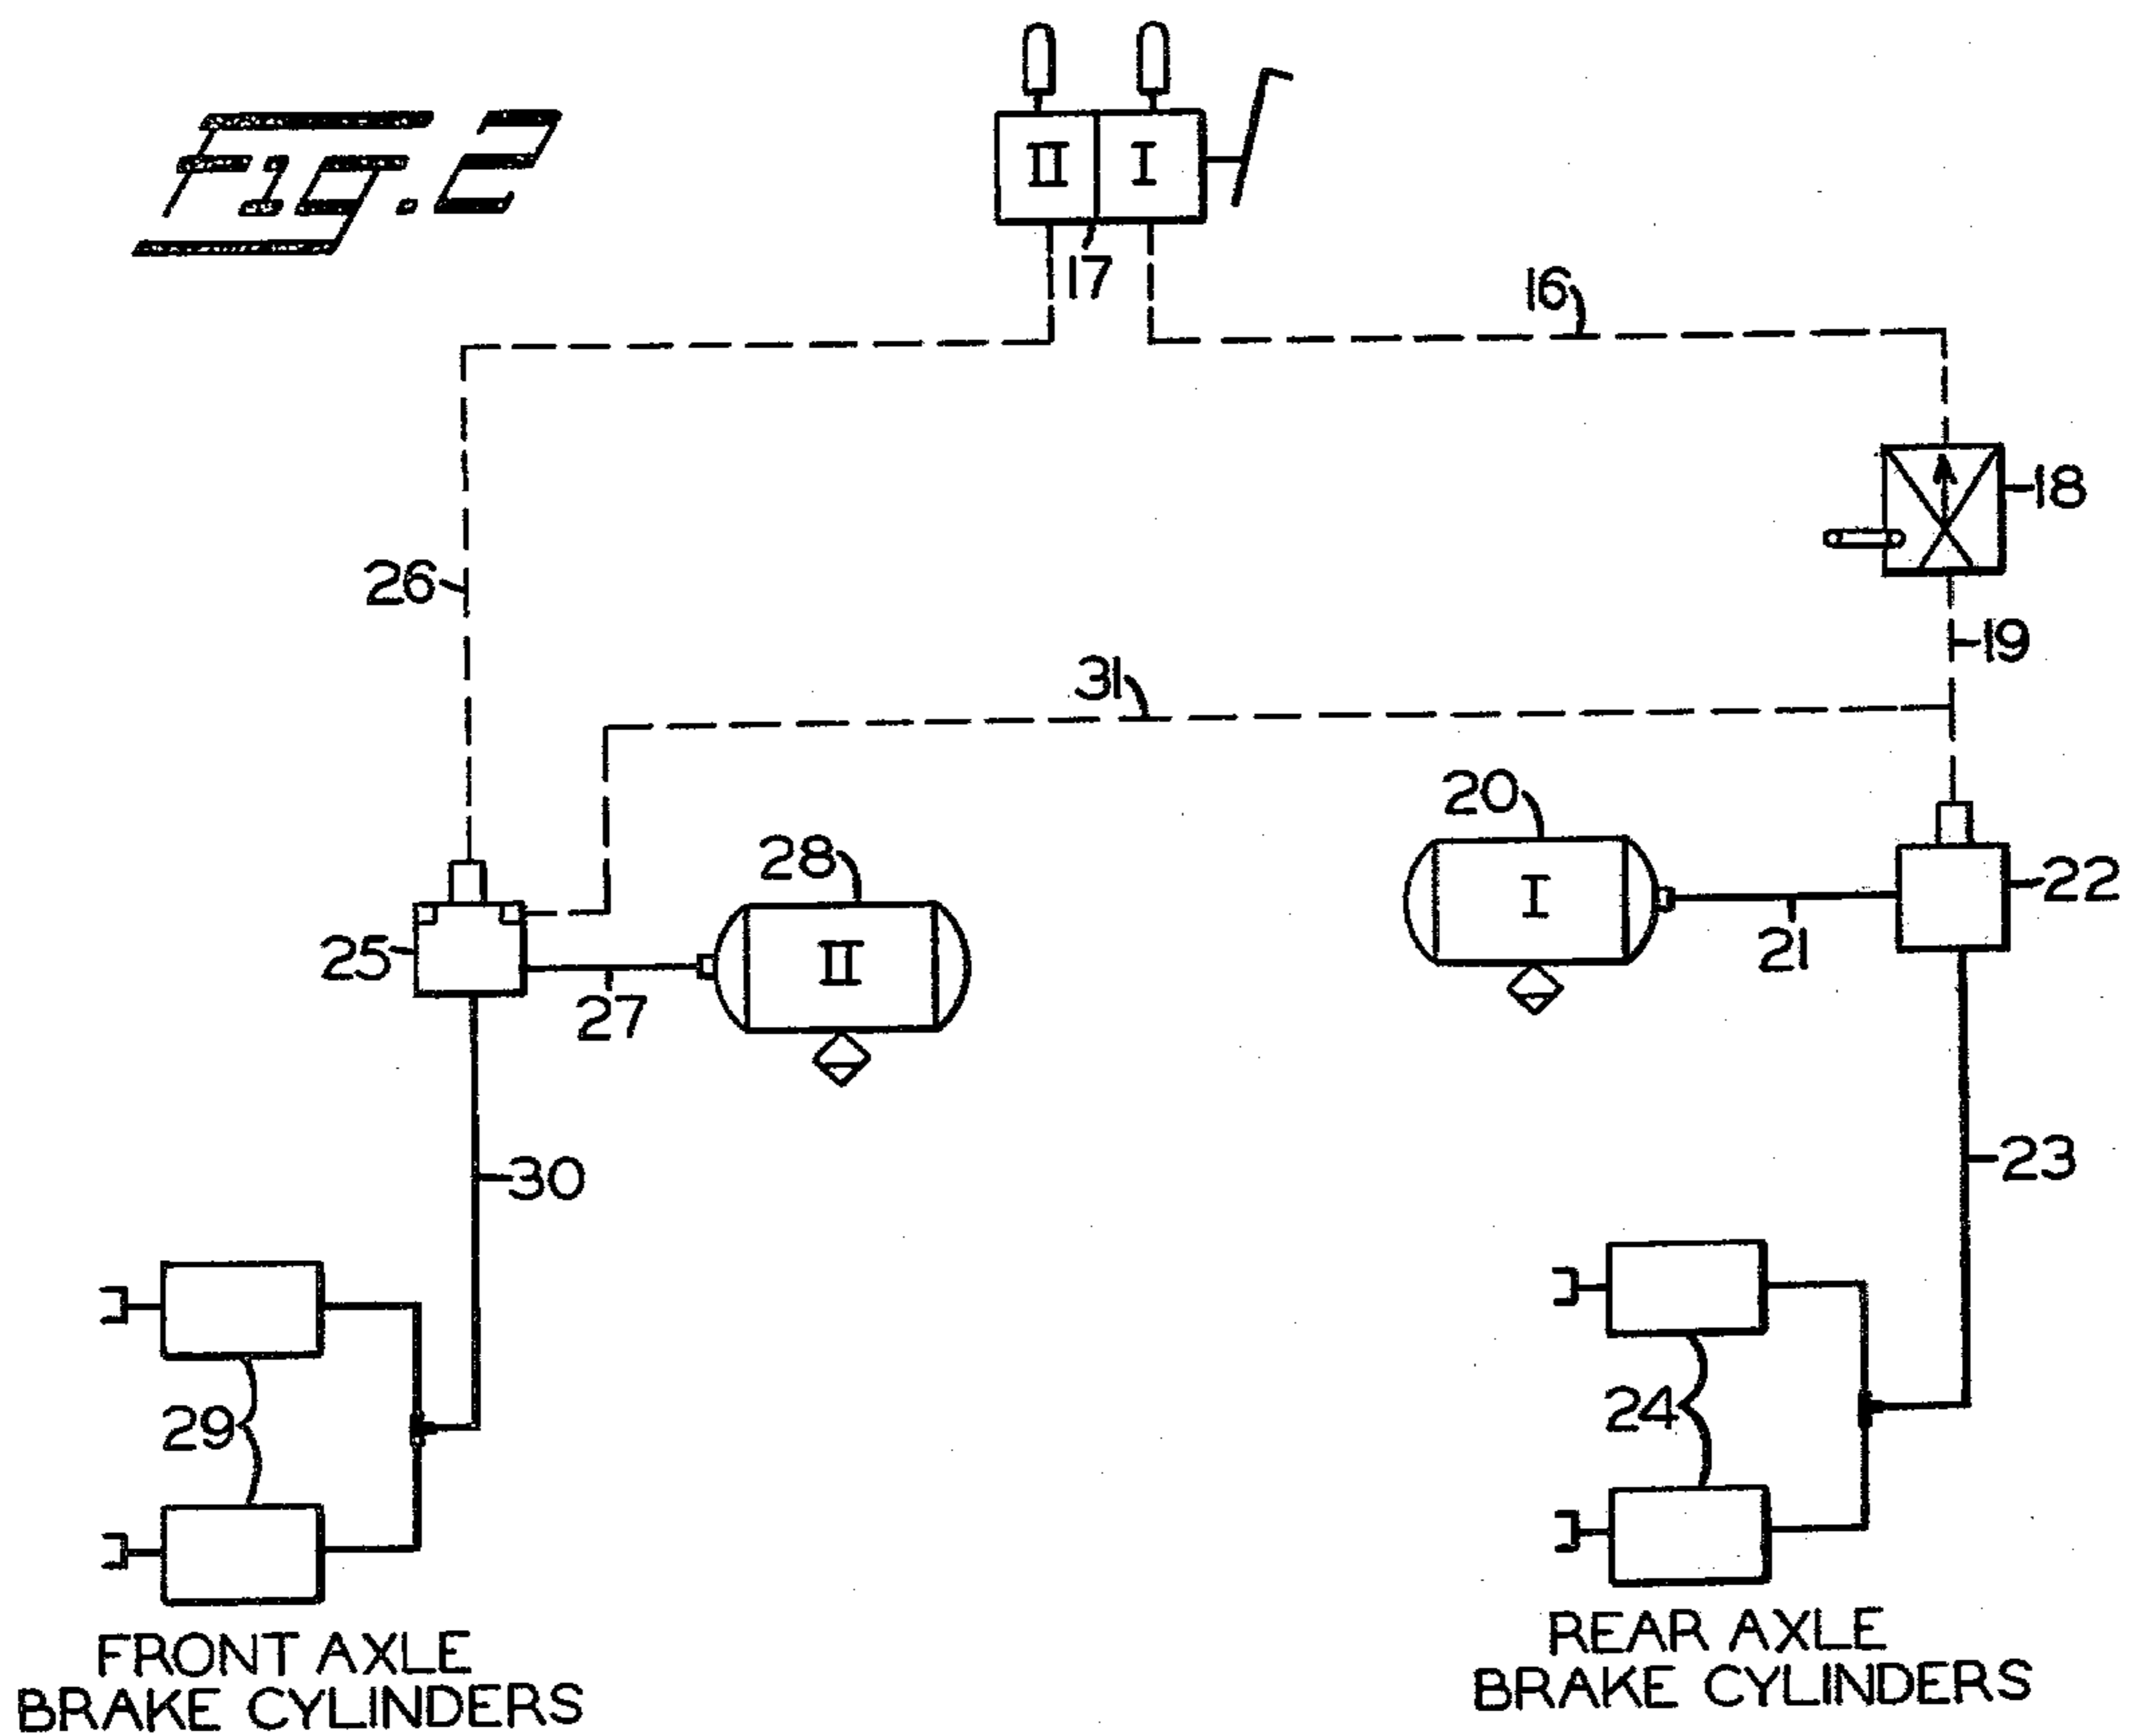 Fig. 2
II I
17
16
18
26
19
31
20
28
I
22
25
II
21
27
30
23
29
24
FRONT AXLE
BRAKE CYLINDERS
REAR AXLE
BRAKE CYLINDERS